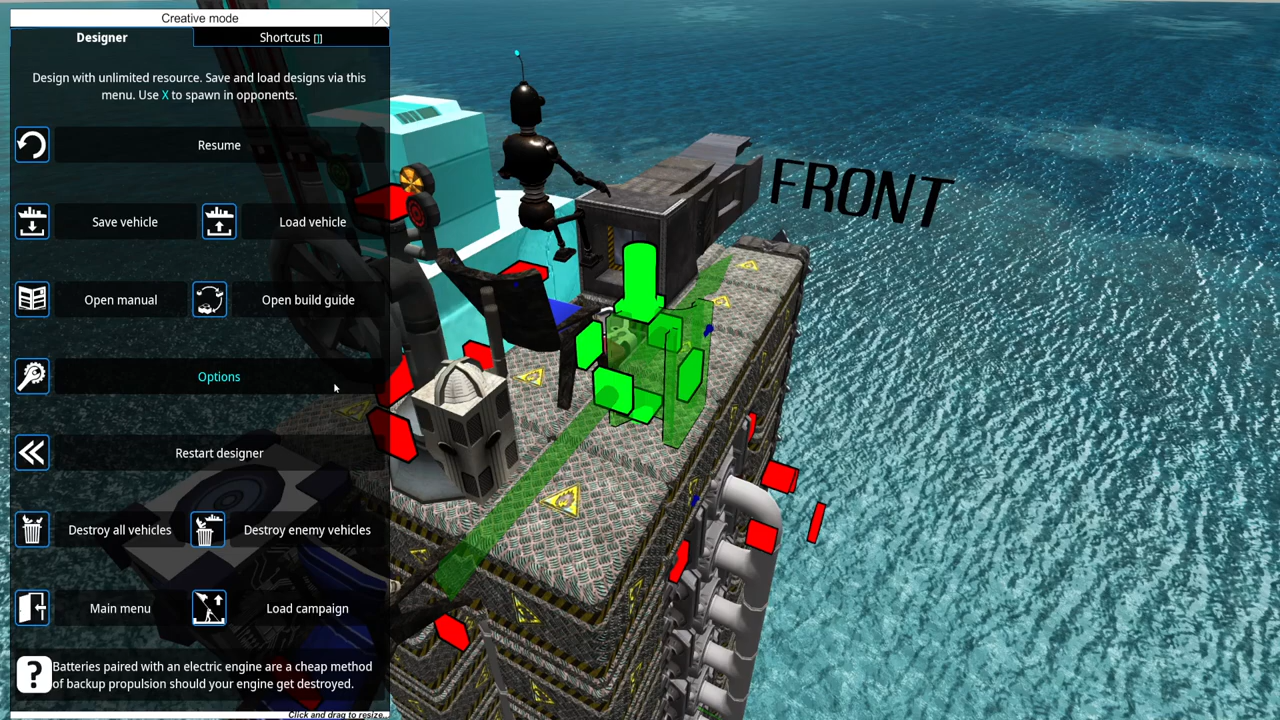 Creative mode
Designer
Shortcuts []]
Design with unlimited resource. Save and load designs via this
menu. Use X to spawn in opponents.
Resume
Save vehicle
Load vehicle
Open manual
Open build guide
Options
Restart designer
Destroy all vehicles
Destroy enemy vehicles
Main menu
Load campaign
?
Batteries paired with an electric engine are a cheap method
of backup propulsion should your engine get destroyed.
Click and drag to resize.
FRONT